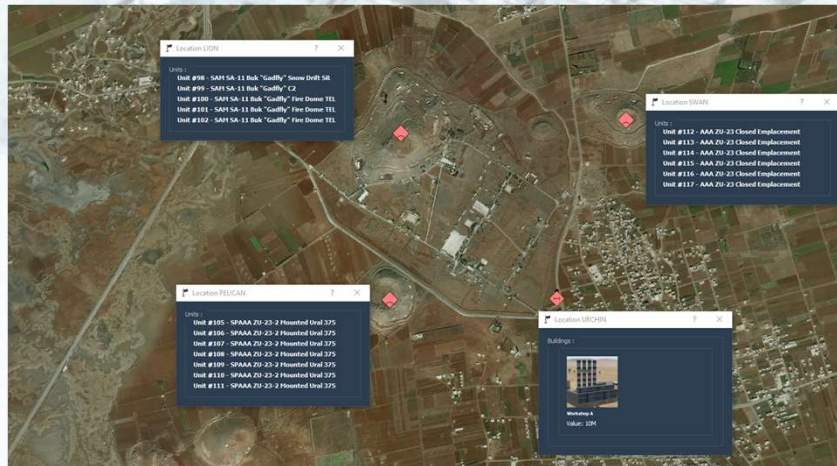 Location LION
Units :
Unit #98 - SAM SA-11 Buk "Gadfly" Snow Drift SR
Unit #99 - SAM SA-11 Buk "Gadfly" C2
Unit #100 - SAM SA-11 Buk "Gadfly" Fire Dome TEL
Unit #101 - SAM SA-11 Buk "Gadfly" Fire Dome TEL
Unit #102 - SAM SA-11 Buk "Gadfly" Fire Dome TEL
Location SWAN
Units :
Unit #112 - AAA ZU-23 Closed Emplacement
Unit #113 - AAA ZU-23 Closed Emplacement
Unit #114 - AAA ZU-23 Closed Emplacement
Unit #115 - AAA ZU-23 Closed Emplacement
Unit #116 - AAA ZU-23 Closed Emplacement
Unit #117 - AAA ZU-23 Closed Emplacement
Location PELICAN
Units :
Unit #105 - SPAAA ZU-23-2 Mounted Ural 375
Unit #106 - SPAAA ZU-23-2 Mounted Ural 375
Unit #107 - SPAAA ZU-23-2 Mounted Ural 375
Unit #108 - SPAAA ZU-23-2 Mounted Ural 375
Unit #109 - SPAAA ZU-23-2 Mounted Ural 375
Unit #110 - SPAAA ZU-23-2 Mounted Ural 375
Unit #111 - SPAAA ZU-23-2 Mounted Ural 375
Location URCHIN
Buildings :
Workshop A
Value: 10M